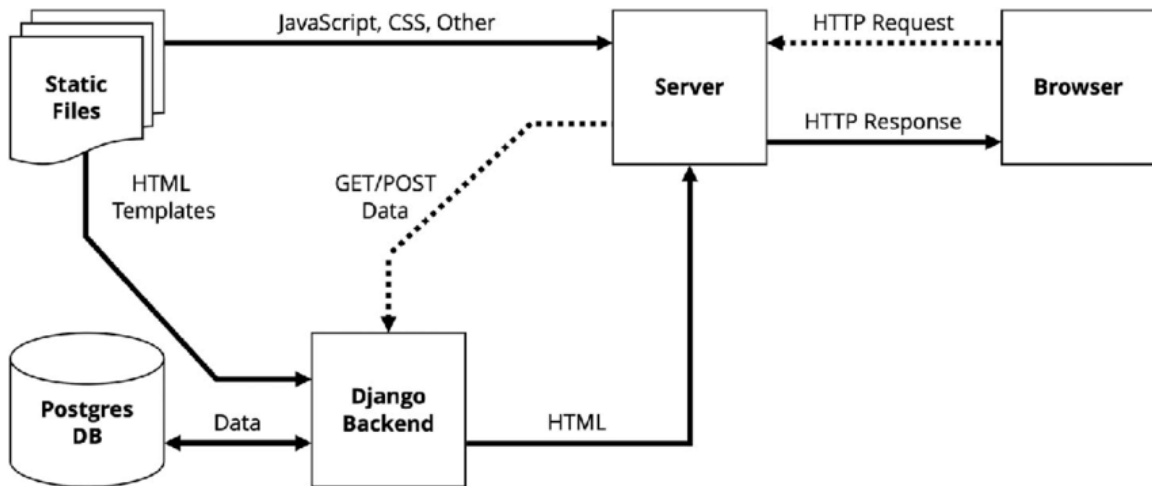 JavaScript, CSS, Other
HTTP Request
Static
Files
Server
Browser
HTTP Response
HTML
Templates
GET/POST
Data
Postgres
DB
Data
Django
Backend
HTML